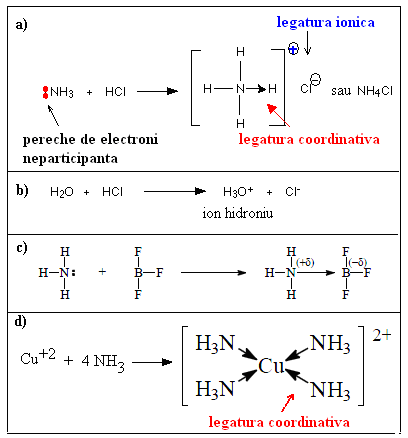 a)
legatura ionica
:NH3 + HCl → [ H H–N→H H ]⊕ Cl⊖ sau NH4Cl
pereche de electroni
neparticipanta
legatura coordinativa
b) H2O + HCl → H3O+ + Cl-
ion hidroniu
c)
H F H F
H–N: + B–F → H–N(+δ) → B(–δ)–F
H F H F
d)
Cu+2 + 4 NH3 → [ H3N NH3 Cu H3N NH3 ] 2+
legatura coordinativa